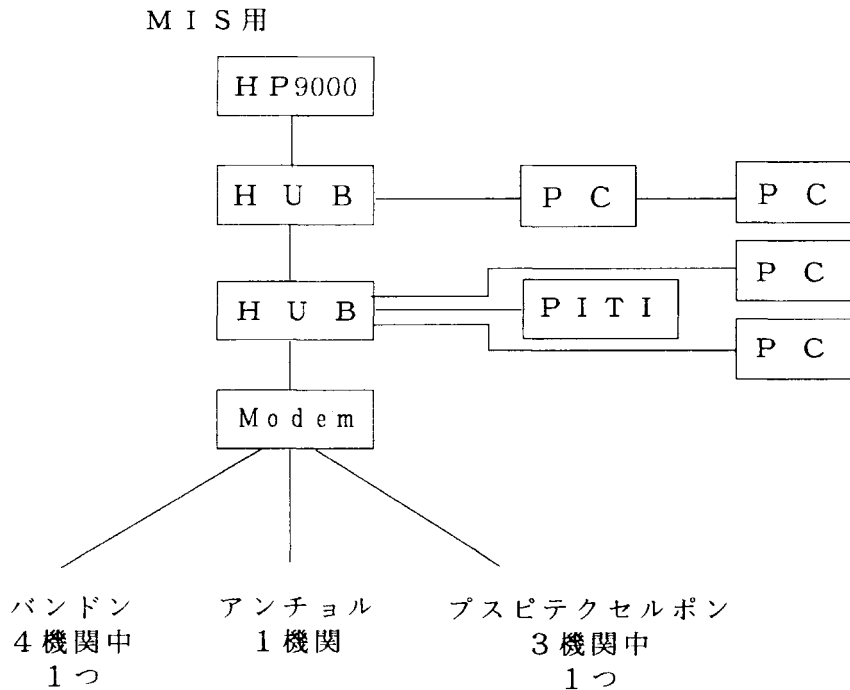 MIS用
HP9000
HUB
PC
PC
PC
HUB
PITI
PC
Modem
バンドン
4機関中
1つ
アンチョル
1機関
プスピテクセルポン
3機関中
1つ